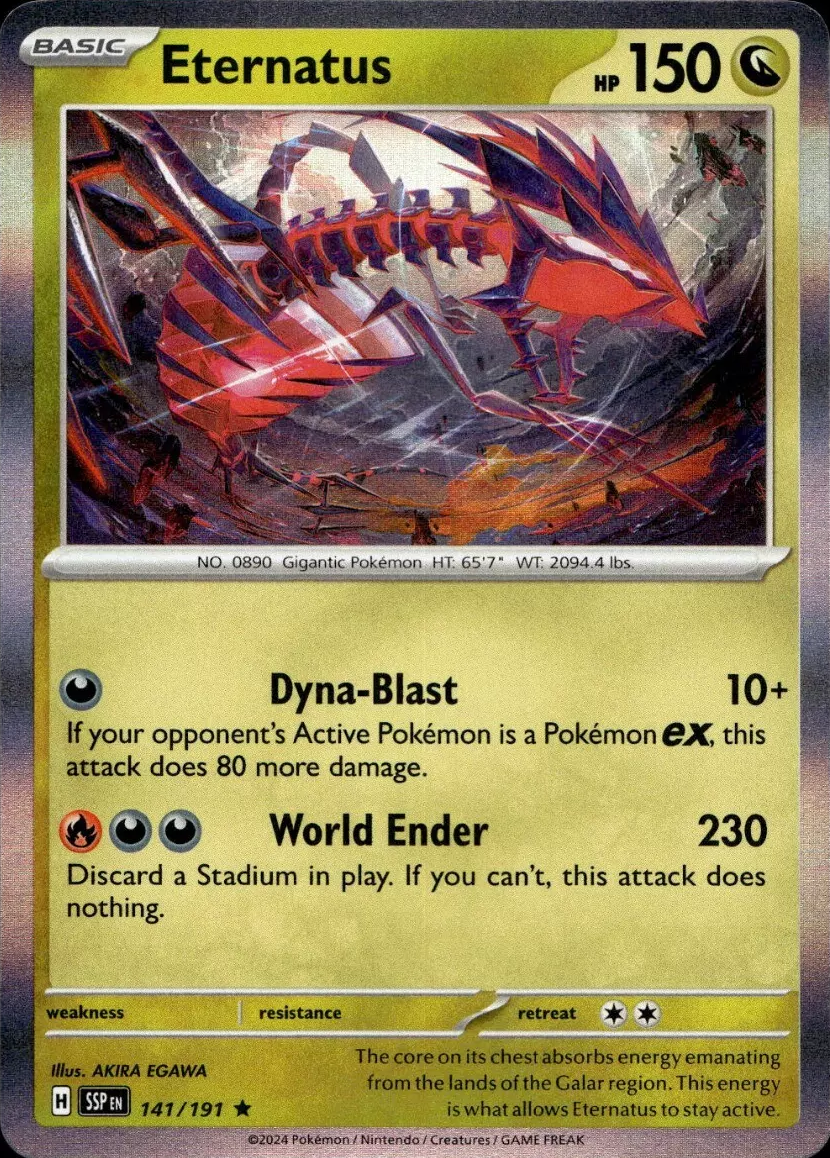 BASIC
Eternatus
HP 150
NO. 0890 Gigantic Pokémon HT: 65'7" WT: 2094.4 lbs.
Dyna-Blast 10+
If your opponent's Active Pokémon is a Pokémon ex, this
attack does 80 more damage.
World Ender 230
Discard a Stadium in play. If you can't, this attack does
nothing.
weakness resistance retreat
Illus. AKIRA EGAWA
H SSP EN 141/191
The core on its chest absorbs energy emanating
from the lands of the Galar region. This energy
is what allows Eternatus to stay active.
©2024 Pokémon / Nintendo / Creatures / GAME FREAK